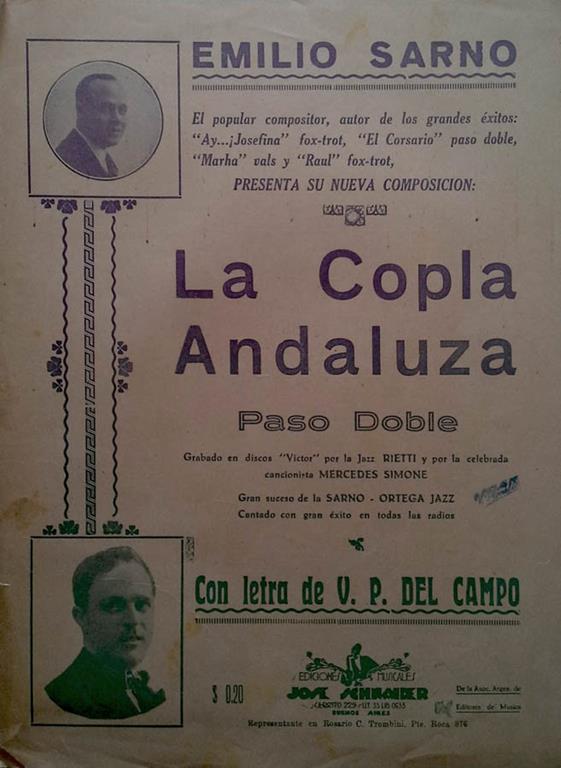 EMILIO SARNO
El popular compositor, autor de los grandes éxitos:
"Ay...¡Josefina" fox-trot, "El Corsario" paso doble,
"Marha" vals y "Raul" fox-trot,
PRESENTA SU NUEVA COMPOSICION:
La Copla
Andaluza
Paso Doble
Grabado en discos "Victor" por la Jazz RIETTI y por la celebrada
cancionista MERCEDES SIMONE
Gran suceso de la SARNO - ORTEGA JAZZ
Cantado con gran éxito en todas las radios
Con letra de V. P. DEL CAMPO
EDICIONES MUSICALES
JOSE SCHNAIDER
CERRITO 229
BUENOS AIRES
$ 0.20
De la Asoc. Argen. de
Editores de Musica
Representante en Rosario C. Trombini, Pte. Roca 876